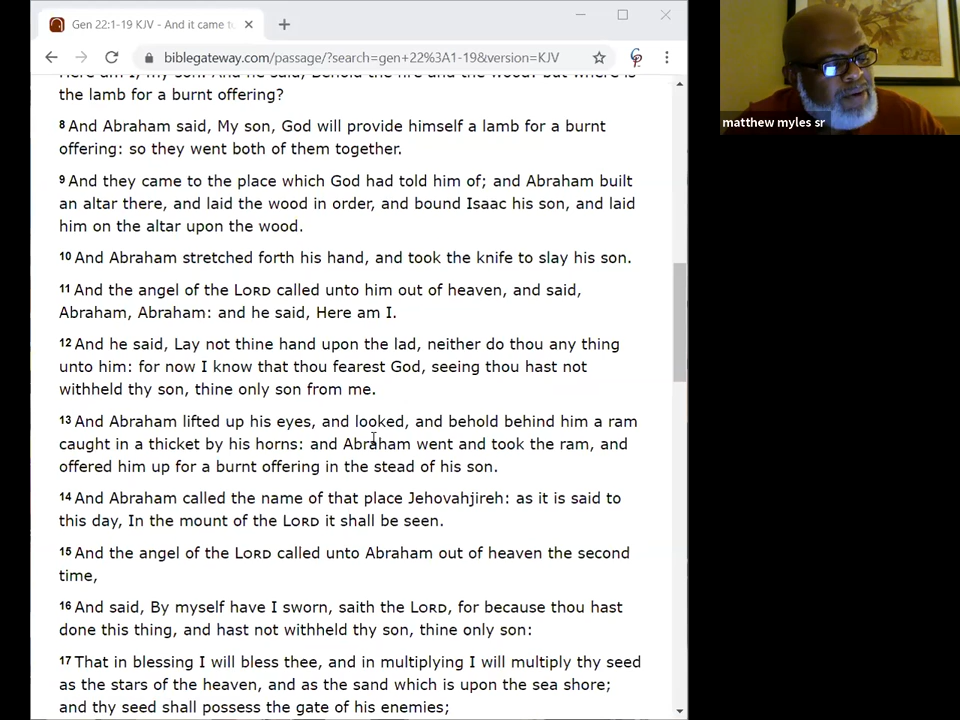 Gen 22:1-19 KJV - And it came to
biblegateway.com/passage/?search=gen+22%3A1-19&version=KJV
Here am I, my son. And he said, Behold the fire and the wood: but where is
the lamb for a burnt offering?
8 And Abraham said, My son, God will provide himself a lamb for a burnt
offering: so they went both of them together.
9 And they came to the place which God had told him of; and Abraham built
an altar there, and laid the wood in order, and bound Isaac his son, and laid
him on the altar upon the wood.
10 And Abraham stretched forth his hand, and took the knife to slay his son.
11 And the angel of the LORD called unto him out of heaven, and said,
Abraham, Abraham: and he said, Here am I.
12 And he said, Lay not thine hand upon the lad, neither do thou any thing
unto him: for now I know that thou fearest God, seeing thou hast not
withheld thy son, thine only son from me.
13 And Abraham lifted up his eyes, and looked, and behold behind him a ram
caught in a thicket by his horns: and Abraham went and took the ram, and
offered him up for a burnt offering in the stead of his son.
14 And Abraham called the name of that place Jehovahjireh: as it is said to
this day, In the mount of the LORD it shall be seen.
15 And the angel of the LORD called unto Abraham out of heaven the second
time,
16 And said, By myself have I sworn, saith the LORD, for because thou hast
done this thing, and hast not withheld thy son, thine only son:
17 That in blessing I will bless thee, and in multiplying I will multiply thy seed
as the stars of the heaven, and as the sand which is upon the sea shore;
and thy seed shall possess the gate of his enemies;
matthew myles sr